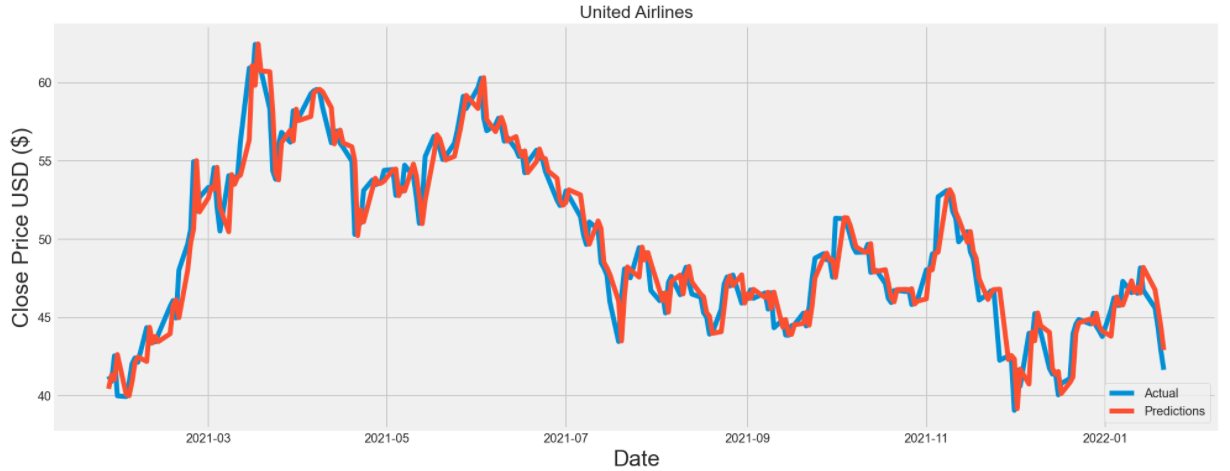 United Airlines
Close Price USD ($)
60
55
50
45
40
2021-03
2021-05
2021-07
2021-09
2021-11
2022-01
Date
Actual
Predictions